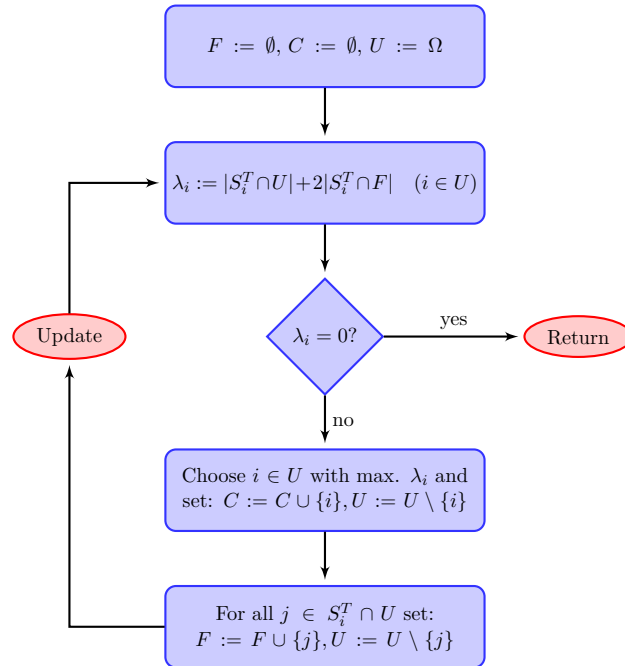 F := ∅, C := ∅, U := Ω
λ_i := |S_i^T ∩ U| + 2|S_i^T ∩ F| (i ∈ U)
Update
λ_i = 0?
yes
Return
no
Choose i ∈ U with max. λ_i and
set: C := C ∪ {i}, U := U \ {i}
For all j ∈ S_i^T ∩ U set:
F := F ∪ {j}, U := U \ {j}